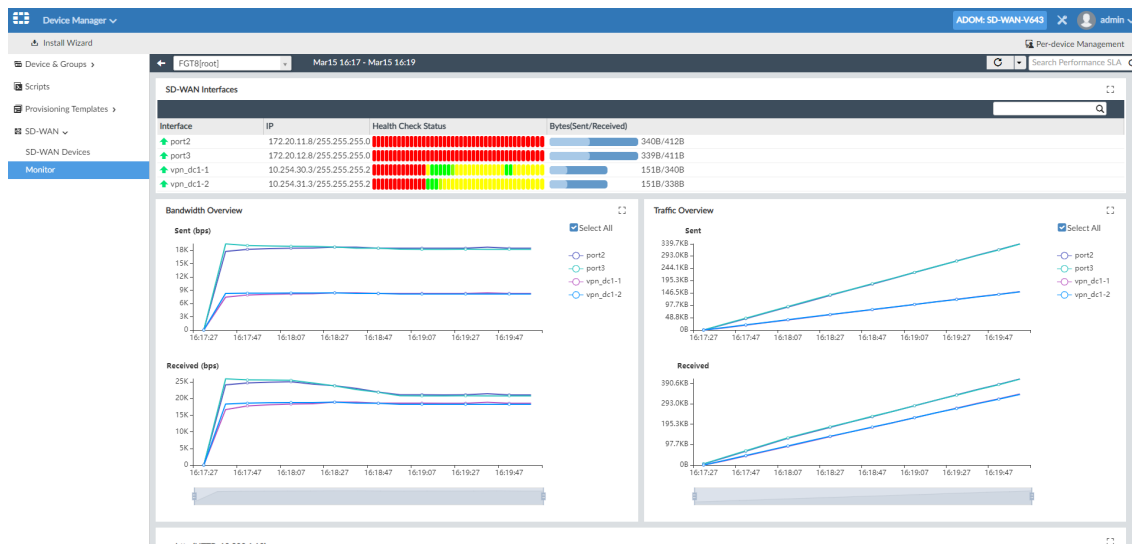 Device Manager
ADOM: SD-WAN-V643
admin
Install Wizard
Per-device Management
Device & Groups
Scripts
Provisioning Templates
SD-WAN
SD-WAN Devices
Monitor
FGT8[root]
Mar15 16:17 - Mar15 16:19
Search Performance SLA
SD-WAN Interfaces
Interface IP Health Check Status Bytes(Sent/Received)
port2 172.20.11.8/255.255.255.0 340B/412B
port3 172.20.12.8/255.255.255.0 339B/411B
vpn_dc1-1 10.254.30.3/255.255.255.2 151B/340B
vpn_dc1-2 10.254.31.3/255.255.255.2 151B/338B
Bandwidth Overview
Sent (bps)
Select All
18K
15K
12K
9K
6K
3K
0
16:17:27 16:17:47 16:18:07 16:18:27 16:18:47 16:19:07 16:19:27 16:19:47
port2
port3
vpn_dc1-1
vpn_dc1-2
Received (bps)
25K
20K
15K
10K
5K
0
16:17:27 16:17:47 16:18:07 16:18:27 16:18:47 16:19:07 16:19:27 16:19:47
Traffic Overview
Sent
Select All
339.7KB
293.0KB
244.1KB
195.3KB
146.5KB
97.7KB
48.8KB
0B
16:17:27 16:17:47 16:18:07 16:18:27 16:18:47 16:19:07 16:19:27 16:19:47
port2
port3
vpn_dc1-1
vpn_dc1-2
Received
390.6KB
293.0KB
195.3KB
97.7KB
0B
16:17:27 16:17:47 16:18:07 16:18:27 16:18:47 16:19:07 16:19:27 16:19:47